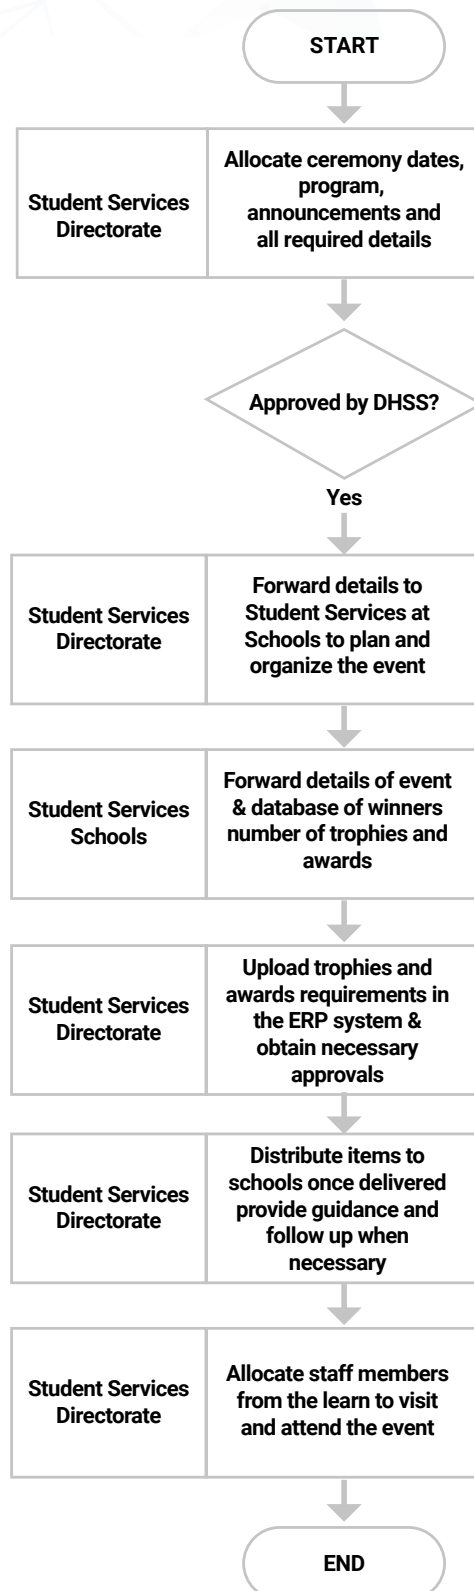 START
Student Services
Directorate
Allocate ceremony dates,
program,
announcements and
all required details
Approved by DHSS?
Yes
Student Services
Directorate
Forward details to
Student Services at
Schools to plan and
organize the event
Student Services
Schools
Forward details of event
& database of winners
number of trophies and
awards
Student Services
Directorate
Upload trophies and
awards requirements in
the ERP system &
obtain necessary
approvals
Student Services
Directorate
Distribute items to
schools once delivered
provide guidance and
follow up when
necessary
Student Services
Directorate
Allocate staff members
from the learn to visit
and attend the event
END